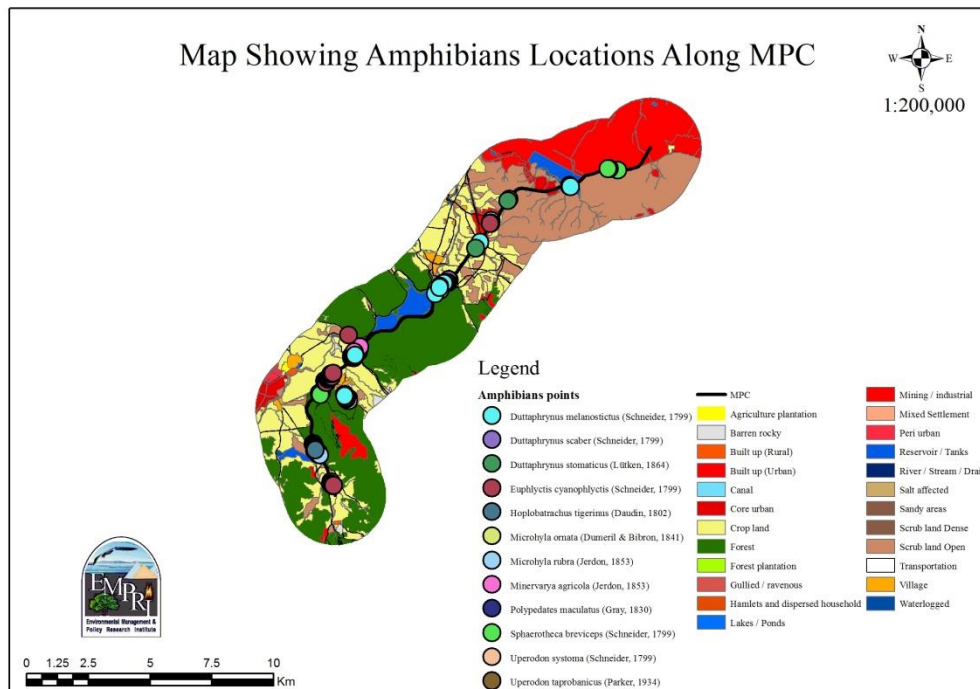 Map Showing Amphibians Locations Along MPC
N
W E
S
1:200,000
Legend
Amphibians points
Duttaphrynus melanostictus (Schneider, 1799)
Duttaphrynus scaber (Schneider, 1799)
Duttaphrynus stomaticus (Lütken, 1864)
Euphlyctis cyanophlyctis (Schneider, 1799)
Hoplobatrachus tigerinus (Daudin, 1802)
Microhyla ornata (Dumeril & Bibron, 1841)
Microhyla rubra (Jerdon, 1853)
Minervarya agricola (Jerdon, 1853)
Polypedates maculatus (Gray, 1830)
Sphaerotheca breviceps (Schneider, 1799)
Uperodon systoma (Schneider, 1799)
Uperodon taprobanicus (Parker, 1934)
MPC
Agriculture plantation
Barren rocky
Built up (Rural)
Built up (Urban)
Canal
Core urban
Crop land
Forest
Forest plantation
Gullied / ravenous
Hamlets and dispersed household
Lakes / Ponds
Mining / industrial
Mixed Settlement
Peri urban
Reservoir / Tanks
River / Stream / Drai
Salt affected
Sandy areas
Scrub land Dense
Scrub land Open
Transportation
Village
Waterlogged
EMPRI
Environmental Management &
Policy Research Institute
0 1.25 2.5 5 7.5 10
Km